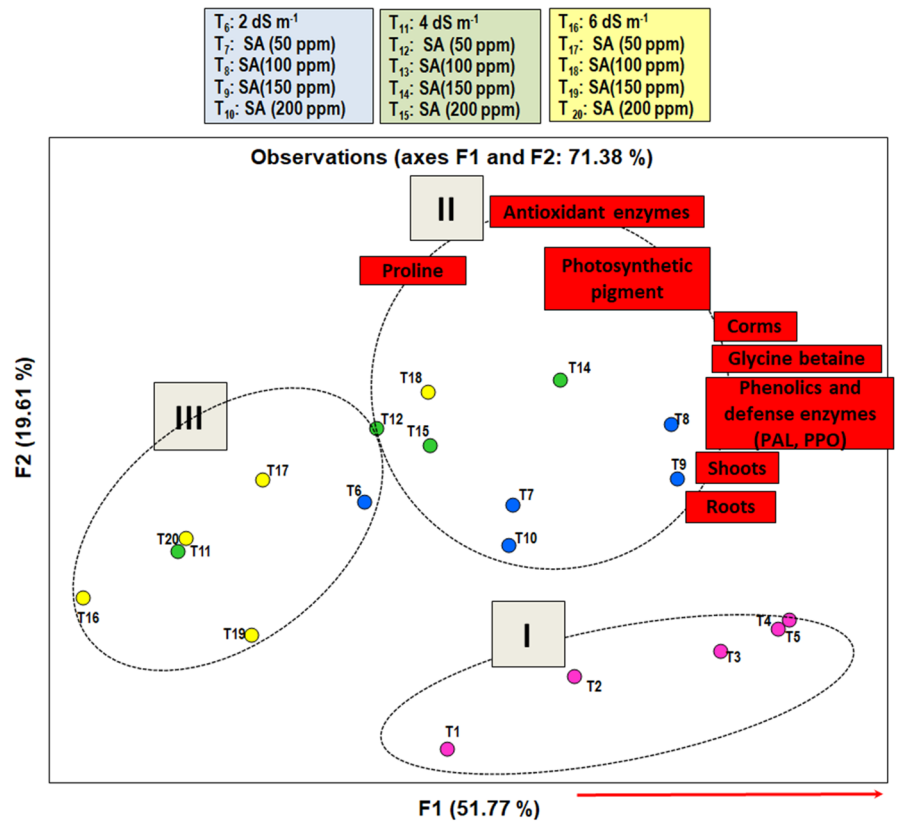 T6: 2 dS m-1
T7: SA (50 ppm)
T8: SA(100 ppm)
T9: SA(150 ppm)
T10: SA (200 ppm)
T11: 4 dS m-1
T12: SA (50 ppm)
T13: SA(100 ppm)
T14: SA(150 ppm)
T15: SA (200 ppm)
T16: 6 dS m-1
T17: SA (50 ppm)
T18: SA(100 ppm)
T19: SA(150 ppm)
T20: SA (200 ppm)
Observations (axes F1 and F2: 71.38 %)
II
Antioxidant enzymes
Proline
Photosynthetic
pigment
Corms
Glycine betaine
Phenolics and
defense enzymes
(PAL, PPO)
Shoots
Roots
T18
T14
III
T12
T15
T8
T17
T9
T6
T7
T20
T11
T10
T16
T19
I
T4
T5
T3
T2
T1
F2 (19.61 %)
F1 (51.77 %)